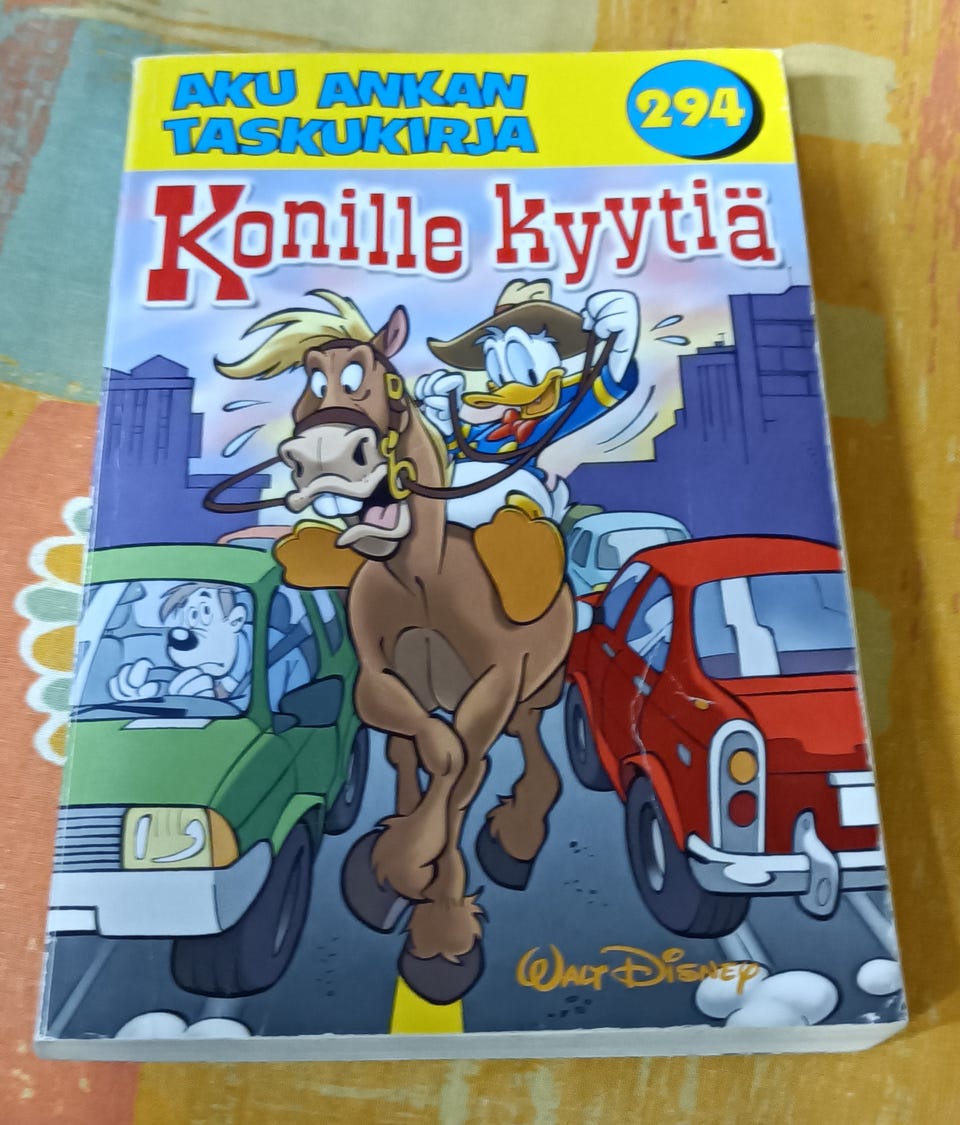 AKU ANKAN
TASKUKIRJA
294
Konille kyytiä
WALT DISNEY